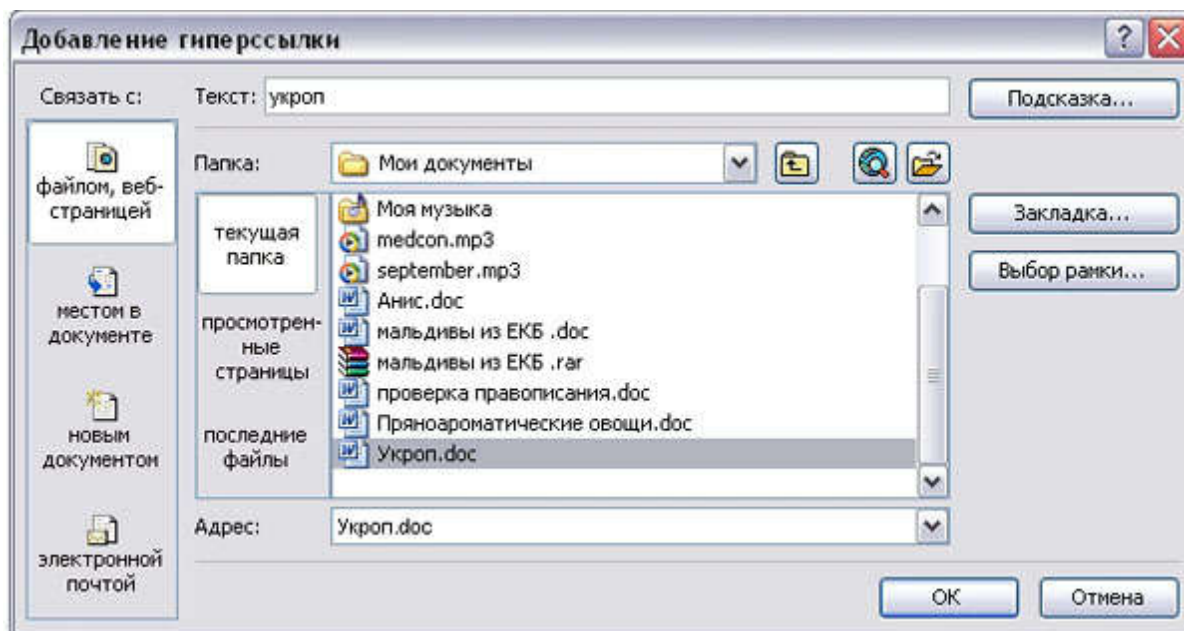 Добавление гиперссылки
Связать с:
Текст: укроп
Подсказка...
файлом, веб-
страницей
Папка: Мои документы
текущая
папка
Моя музыка
medcon.mp3
september.mp3
Анис.doc
мальдивы из ЕКБ .doc
мальдивы из ЕКБ .rar
проверка правописания.doc
Пряноароматические овощи.doc
Укроп.doc
Закладка...
Выбор рамки...
местом в
документе
просмотрен-
ные
страницы
новым
документом
последние
файлы
Адрес: Укроп.doc
электронной
почтой
ОК
Отмена